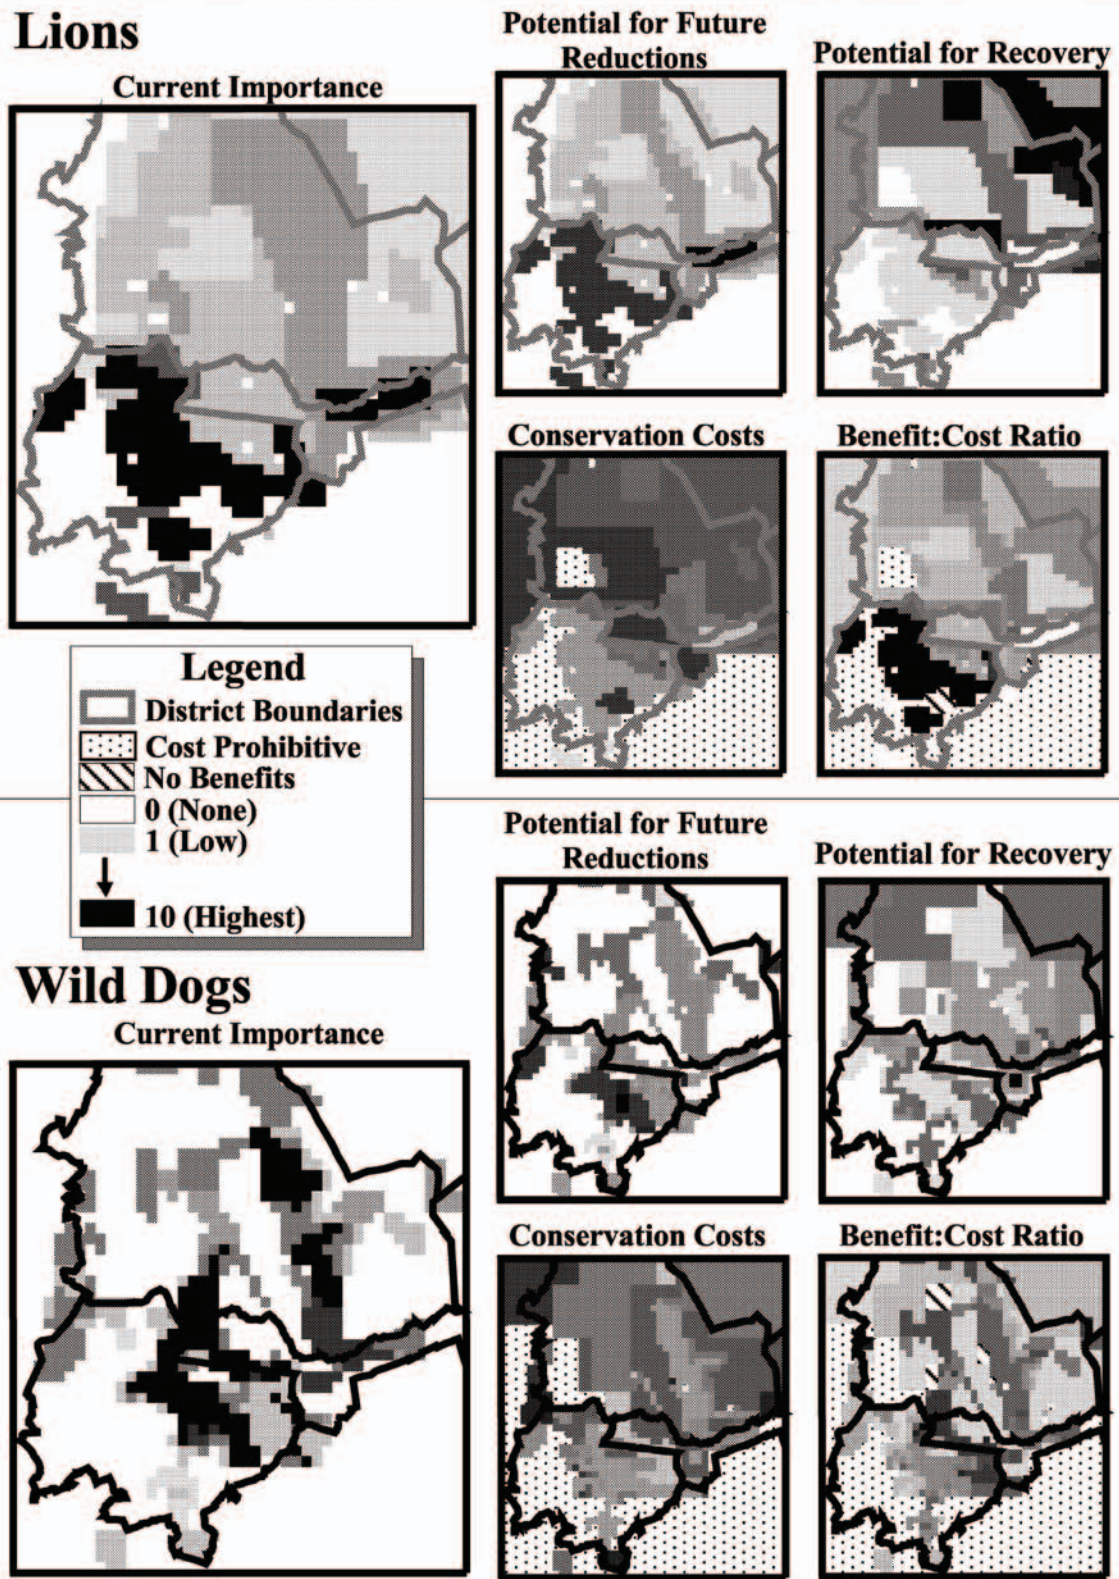 Lions
Current Importance
Potential for Future
Reductions
Potential for Recovery
Conservation Costs
Benefit:Cost Ratio
Legend
District Boundaries
Cost Prohibitive
No Benefits
0 (None)
1 (Low)
10 (Highest)
Wild Dogs
Current Importance
Potential for Future
Reductions
Potential for Recovery
Conservation Costs
Benefit:Cost Ratio